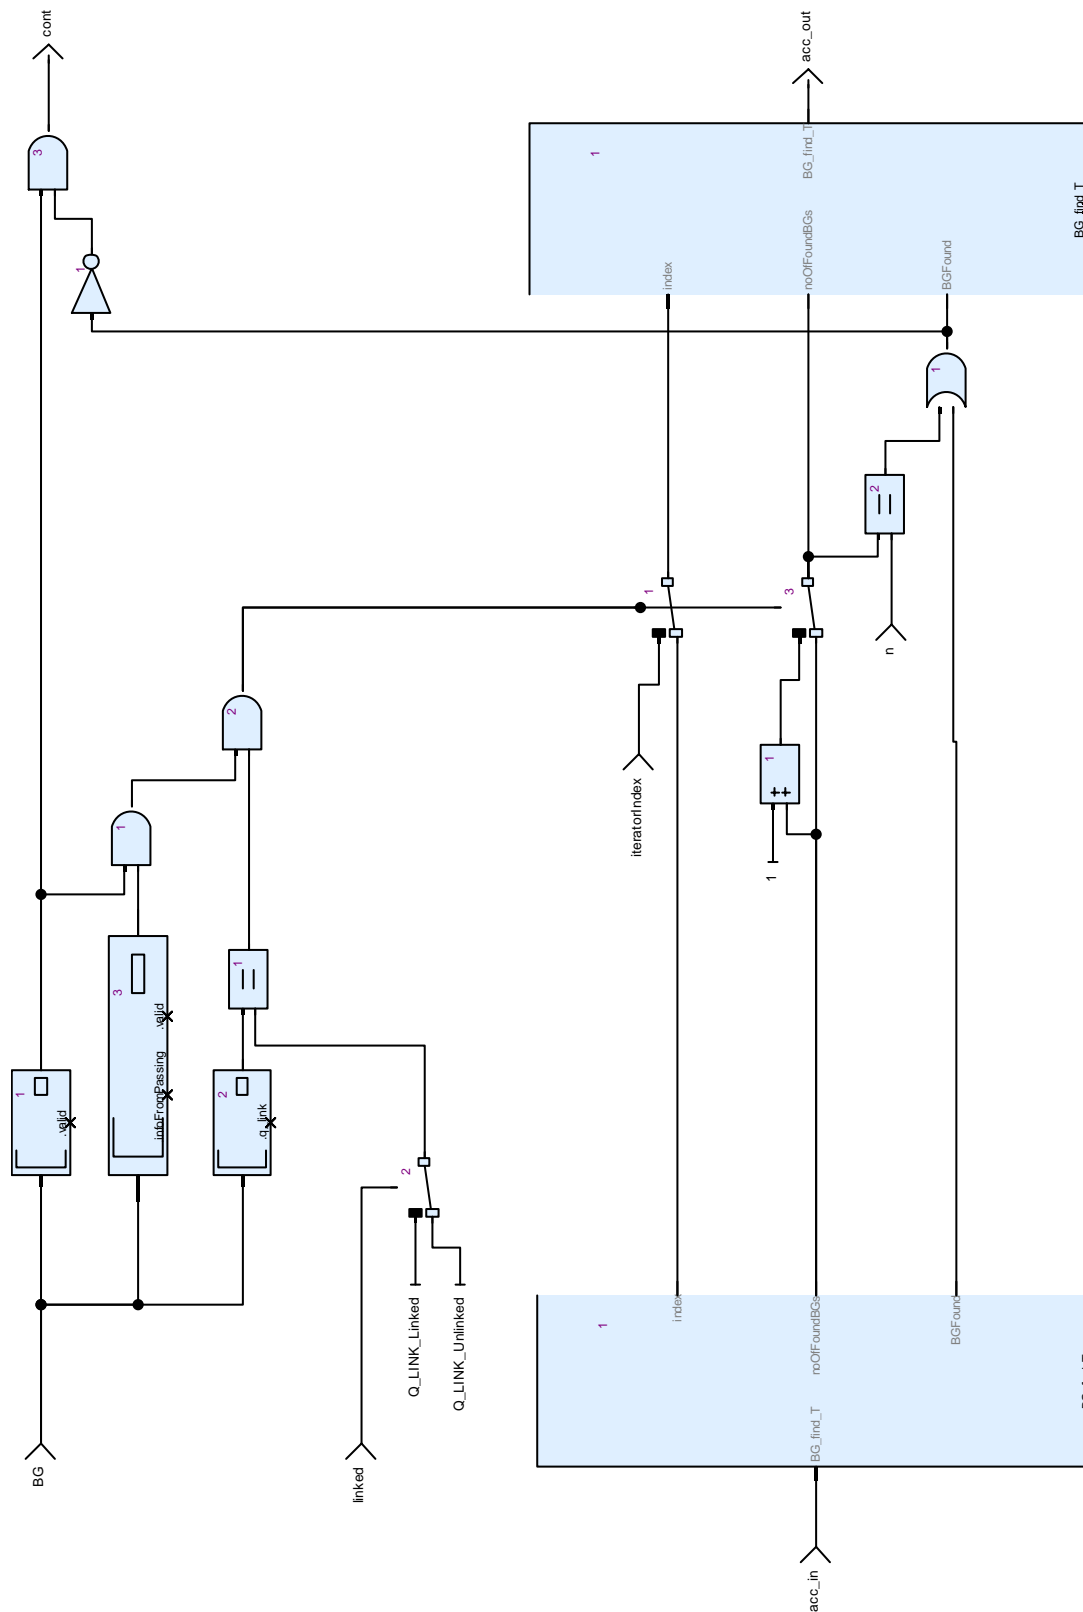 1
BG
3
cont
.valid
1
3
1
infoFromPassing
.valid
2
1
2
.q_link
linked
2
Q_LINK_Linked
Q_LINK_Unlinked
1
1
iteratorIndex
1
index
index
1
1
3
acc_in
BG_find_T
noOfFoundBGs
noOfFoundBGs
BG_find_T
acc_out
2
n
1
BGFound
BGFound
BG_find_T